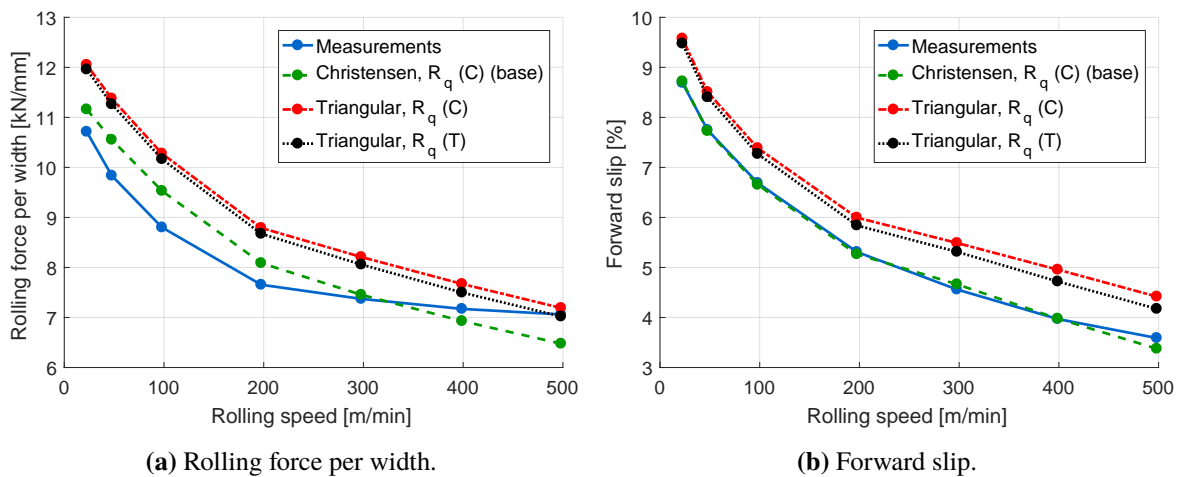 13
12
11
10
9
8
7
6
Rolling force per width [kN/mm]
0 100 200 300 400 500
Rolling speed [m/min]
Measurements
Christensen, R_q (C) (base)
Triangular, R_q (C)
Triangular, R_q (T)
(a) Rolling force per width.
10
9
8
7
6
5
4
3
Forward slip [%]
0 100 200 300 400 500
Rolling speed [m/min]
Measurements
Christensen, R_q (C) (base)
Triangular, R_q (C)
Triangular, R_q (T)
(b) Forward slip.